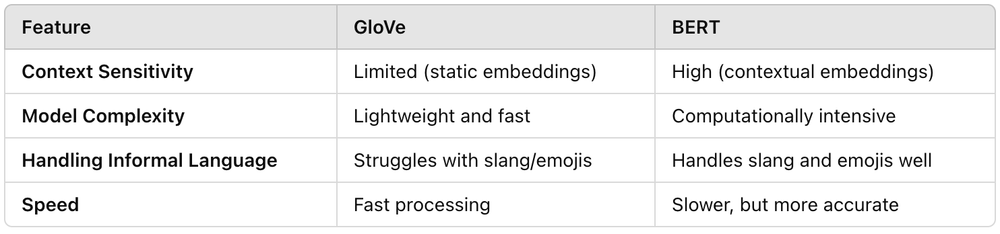 Feature GloVe BERT
Context Sensitivity Limited (static embeddings) High (contextual embeddings)
Model Complexity Lightweight and fast Computationally intensive
Handling Informal Language Struggles with slang/emojis Handles slang and emojis well
Speed Fast processing Slower, but more accurate